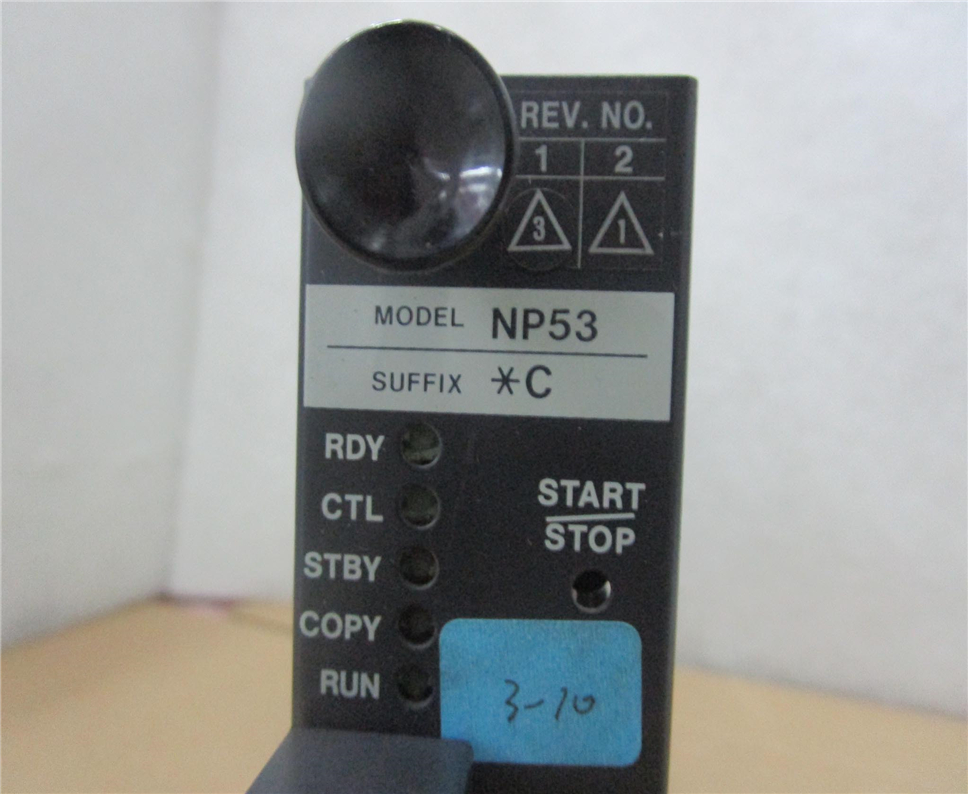 REV. NO.
1 2
3 1
MODEL NP53
SUFFIX *C
RDY
CTL
START
STOP
STBY
COPY
RUN
3-10